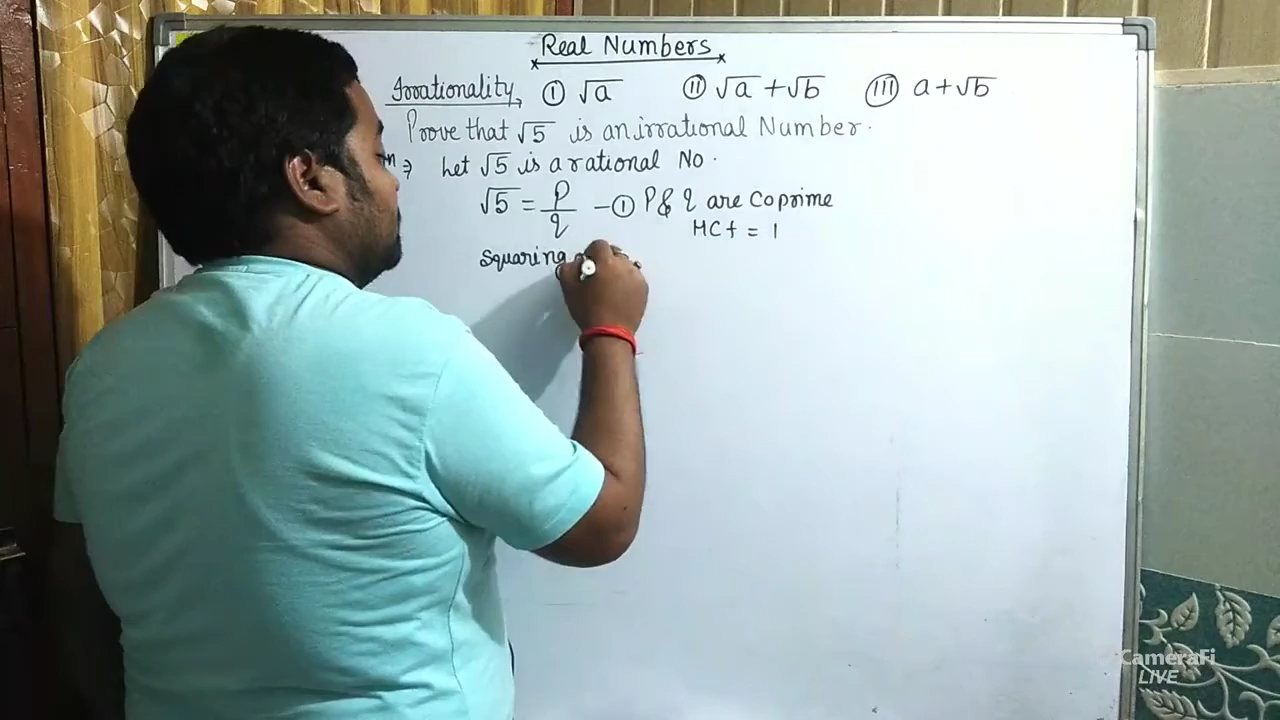 Real Numbers
Irrationality, Ⓘ √a Ⓘ Ⓘ √a + √b ⒾⒾⒾ a + √b
Prove that √5 is an irrational Number.
⇒ Let √5 is a rational No.
√5 = P/q — ① P & q are Coprime
HCf = 1
Squaring
CameraFi
LIVE